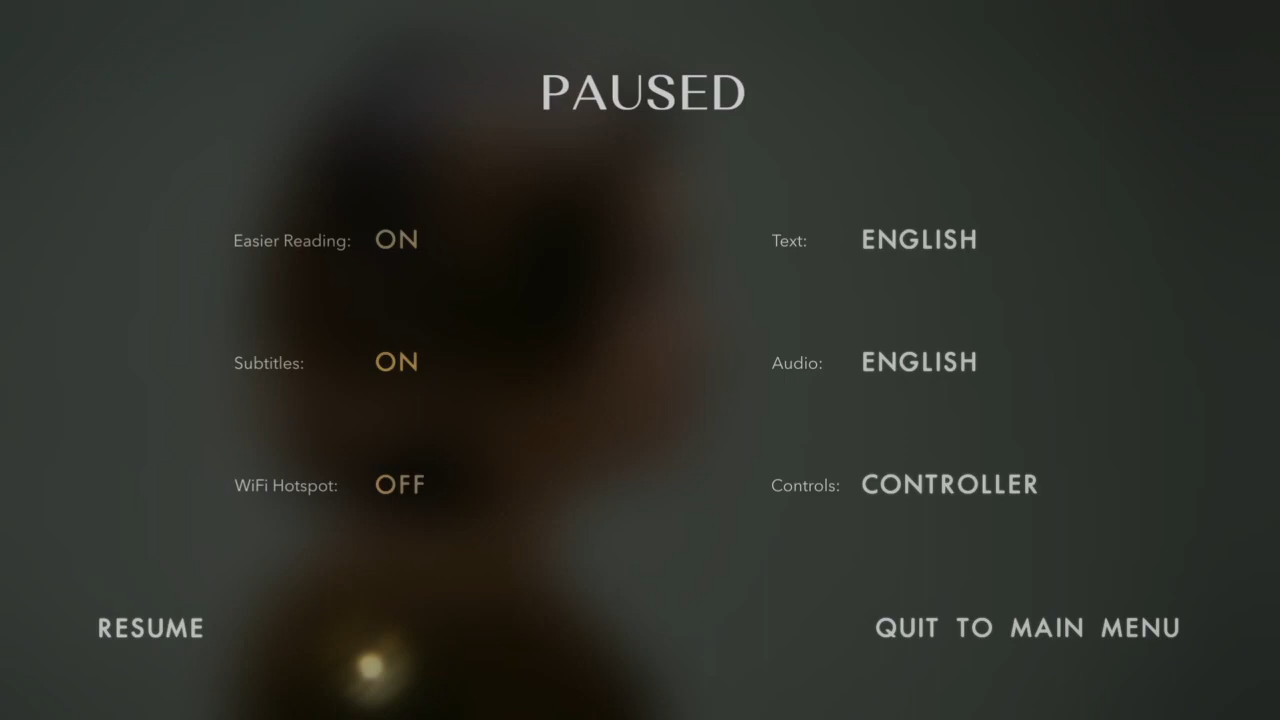 PAUSED
Easier Reading: ON
Text: ENGLISH
Subtitles: ON
Audio: ENGLISH
WiFi Hotspot: OFF
Controls: CONTROLLER
RESUME
QUIT TO MAIN MENU